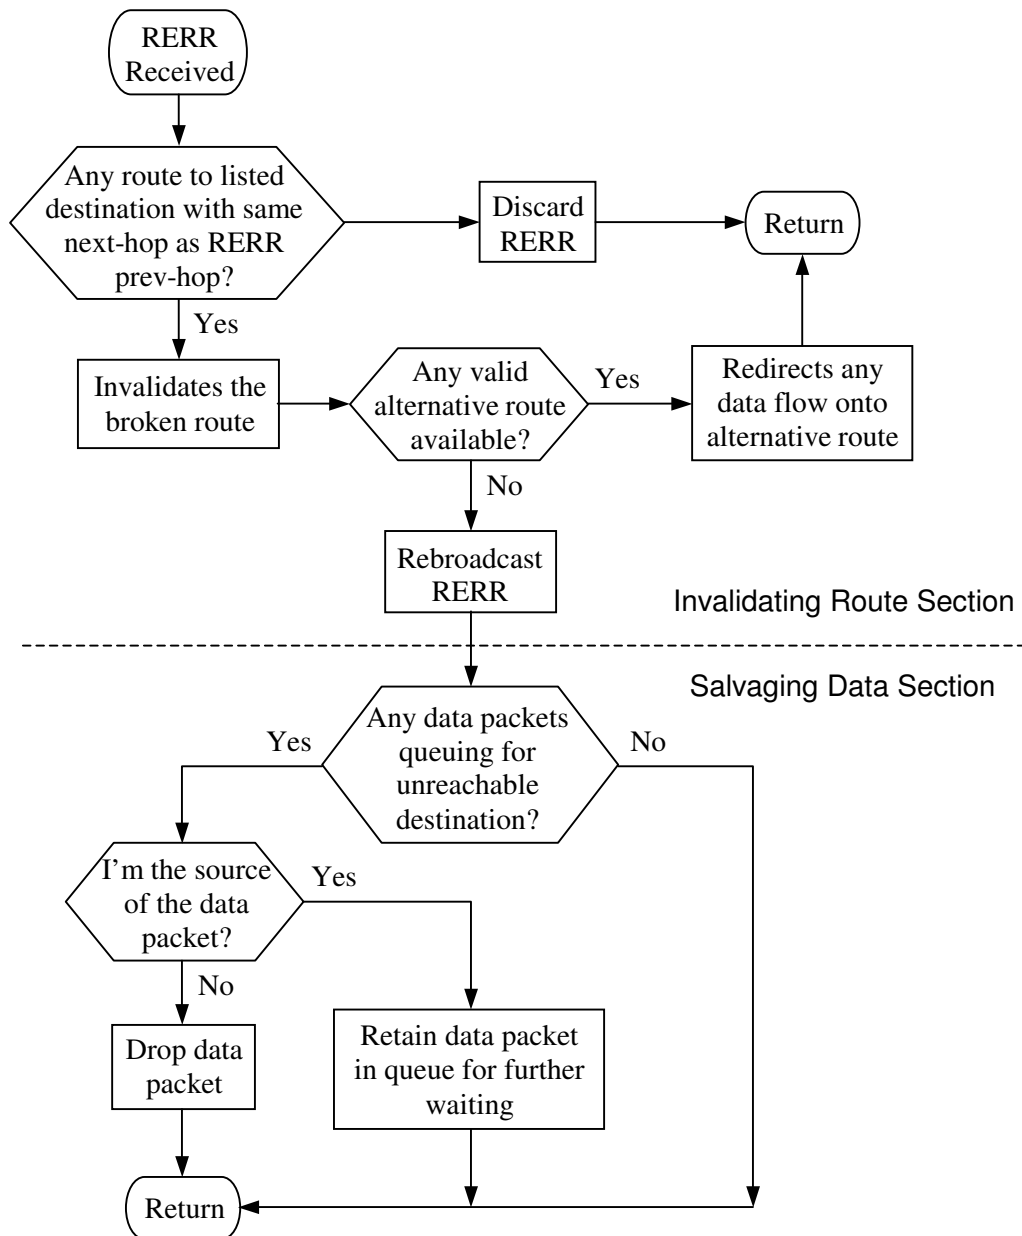 RERR
Received
Any route to listed
destination with same
next-hop as RERR
prev-hop?
Discard
RERR
Return
Yes
Invalidates the
broken route
Any valid
alternative route
available?
Yes
Redirects any
data flow onto
alternative route
No
Rebroadcast
RERR
Invalidating Route Section
Salvaging Data Section
Any data packets
queuing for
unreachable
destination?
Yes
No
I'm the source
of the data
packet?
Yes
No
Drop data
packet
Retain data packet
in queue for further
waiting
Return